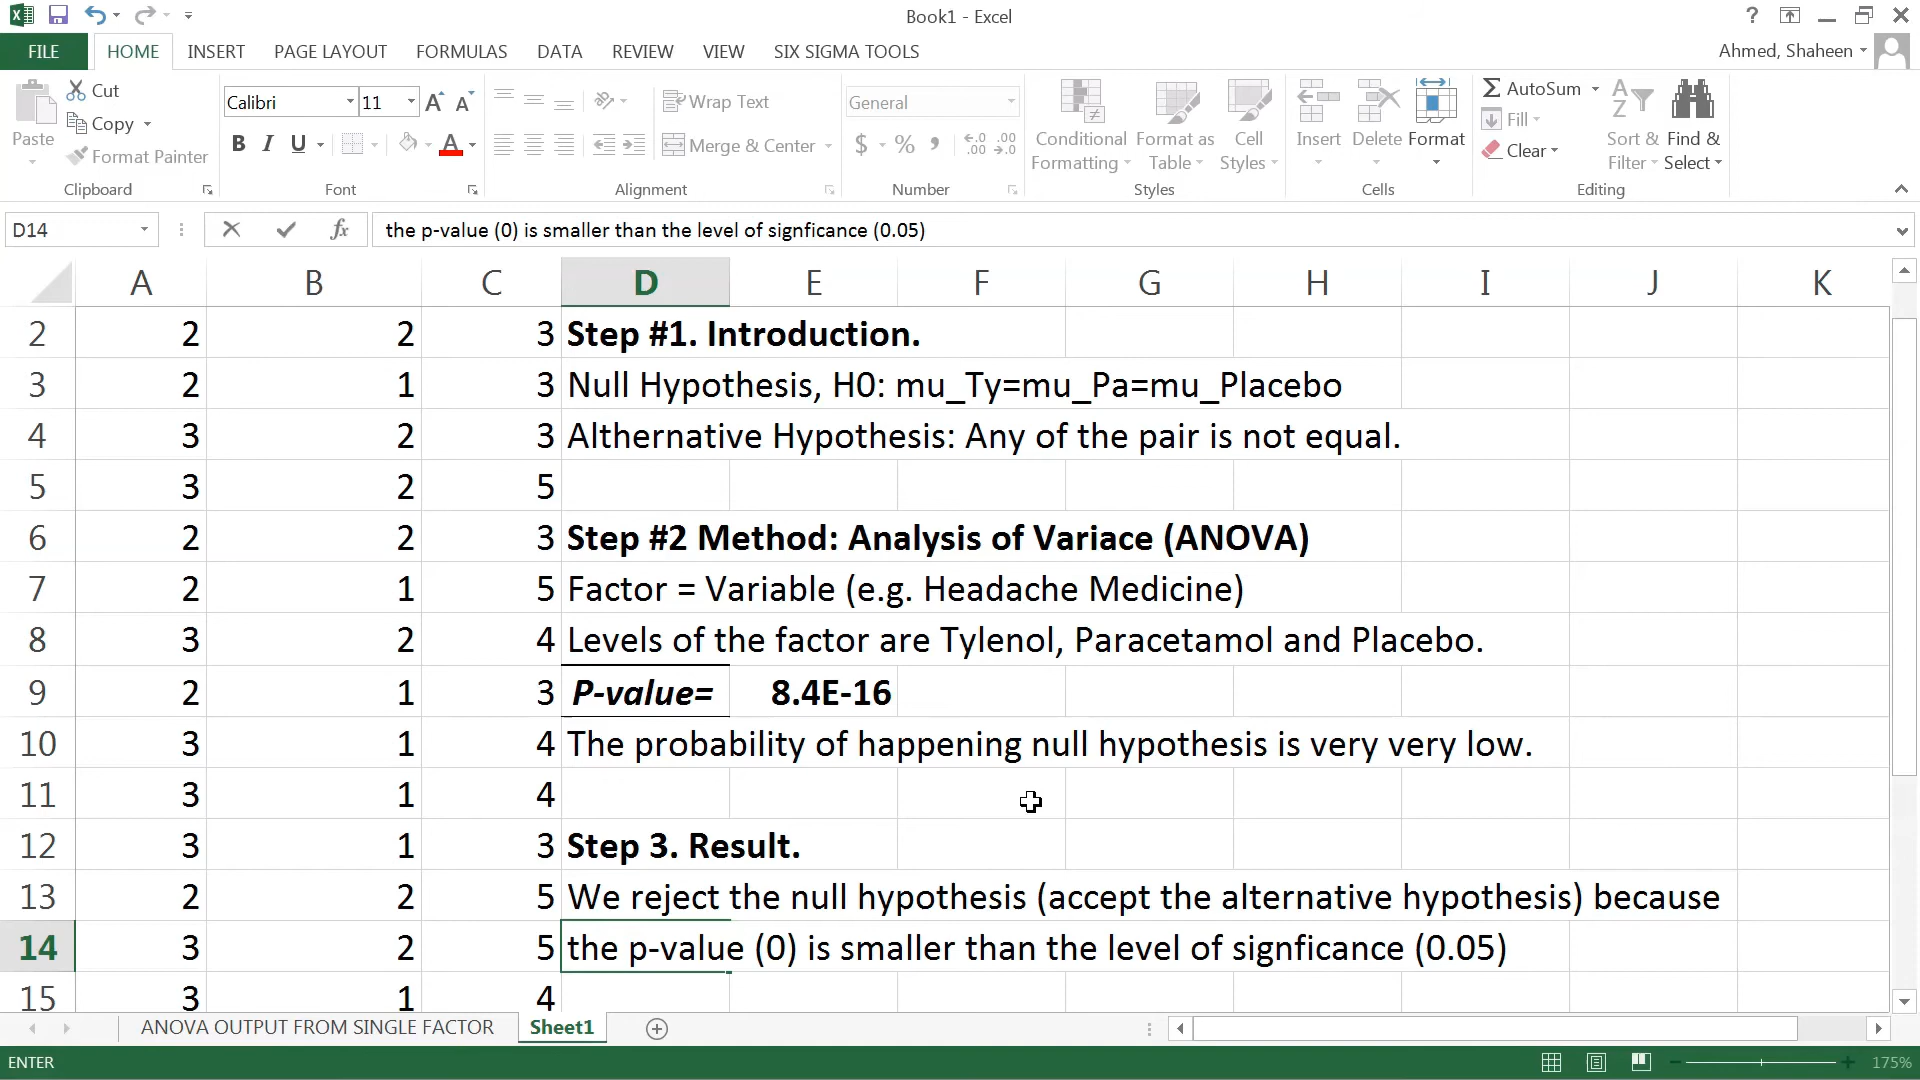 Book1 - Excel
?
FILE HOME INSERT PAGE LAYOUT FORMULAS DATA REVIEW VIEW SIX SIGMA TOOLS
Ahmed, Shaheen
Paste
Cut
Copy
Format Painter
Clipboard
Calibri 11
B I U
Font
Wrap Text
Merge & Center
Alignment
General
$ % ,
Number
Conditional Formatting
Format as Table
Cell Styles
Styles
Insert Delete Format
Cells
AutoSum
Fill
Clear
Sort & Filter
Find & Select
Editing
D14 fx the p-value (0) is smaller than the level of signficance (0.05)
A B C D E F G H I J K
2 2 2 3 Step #1. Introduction.
3 2 1 3 Null Hypothesis, H0: mu_Ty=mu_Pa=mu_Placebo
4 3 2 3 Althernative Hypothesis: Any of the pair is not equal.
5 3 2 5
6 2 2 3 Step #2 Method: Analysis of Variace (ANOVA)
7 2 1 5 Factor = Variable (e.g. Headache Medicine)
8 3 2 4 Levels of the factor are Tylenol, Paracetamol and Placebo.
9 2 1 3 P-value= 8.4E-16
10 3 1 4 The probability of happening null hypothesis is very very low.
11 3 1 4
12 3 1 3 Step 3. Result.
13 2 2 5 We reject the null hypothesis (accept the alternative hypothesis) because
14 3 2 5 the p-value (0) is smaller than the level of signficance (0.05)
15 3 1 4
ANOVA OUTPUT FROM SINGLE FACTOR Sheet1
ENTER 175%